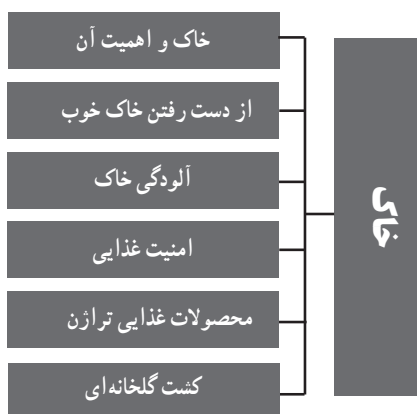 خاک
خاک و اهمیت آن
از دست رفتن خاک خوب
آلودگی خاک
امنیت غذایی
محصولات غذایی تراژن
کشت گلخانه‌ای